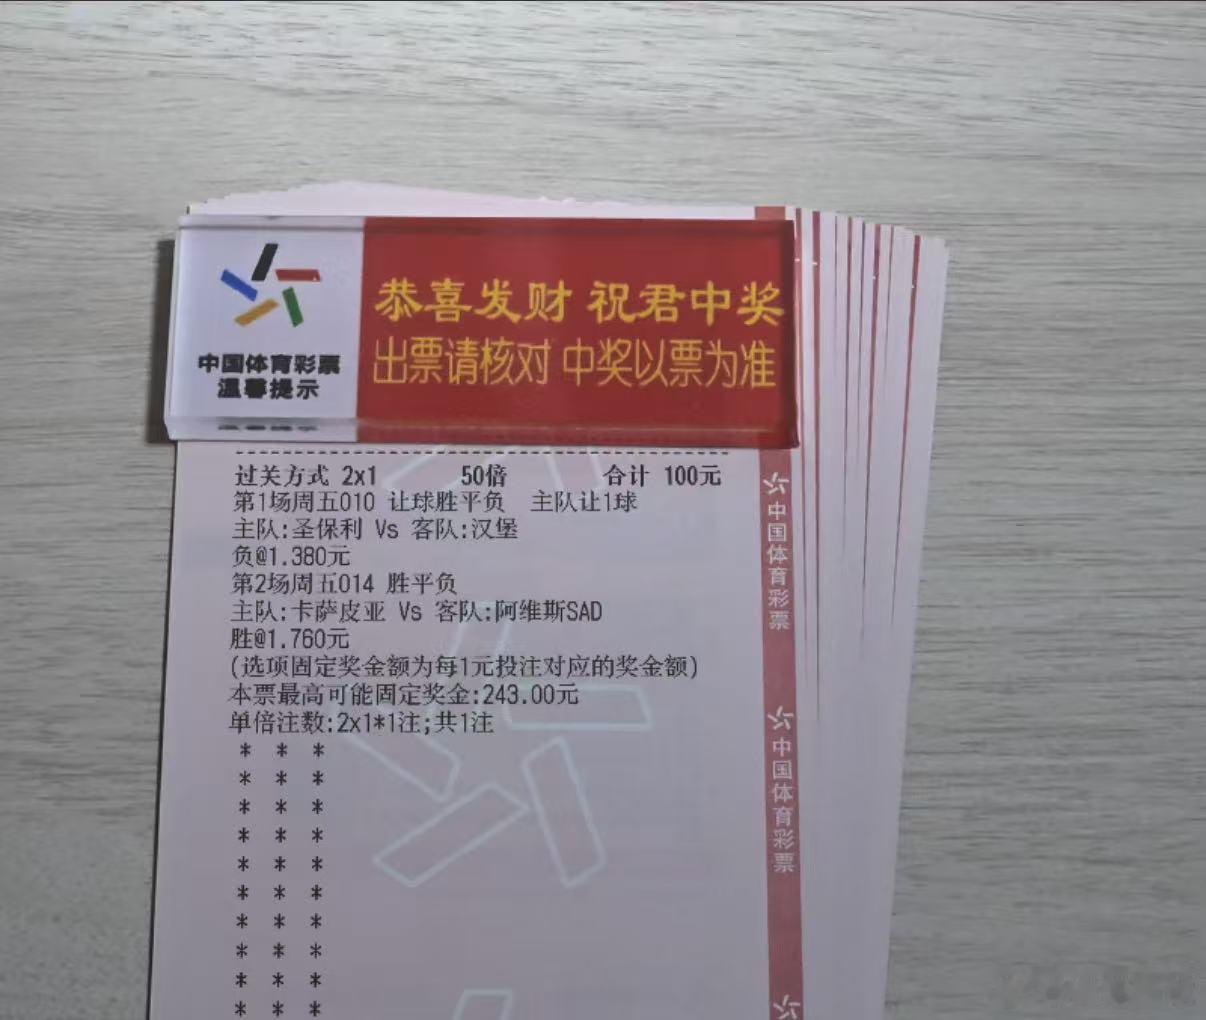 恭喜发财 祝君中奖
出票请核对 中奖以票为准
中国体育彩票
温馨提示
过关方式 2x1 50倍 合计 100元
第1场周五010 让球胜平负 主队让1球
主队:圣保利 Vs 客队:汉堡
负@1.380元
第2场周五014 胜平负
主队:卡萨皮亚 Vs 客队:阿维斯SAD
胜@1.760元
(选项固定奖金额为每1元投注对应的奖金额)
本票最高可能固定奖金:243.00元
单倍注数:2x1*1注;共1注
* * *
* * *
* * *
* * *
* * *
* * *
* * *
* * *
* * *
* * *
中国体育彩票
中国体育彩票